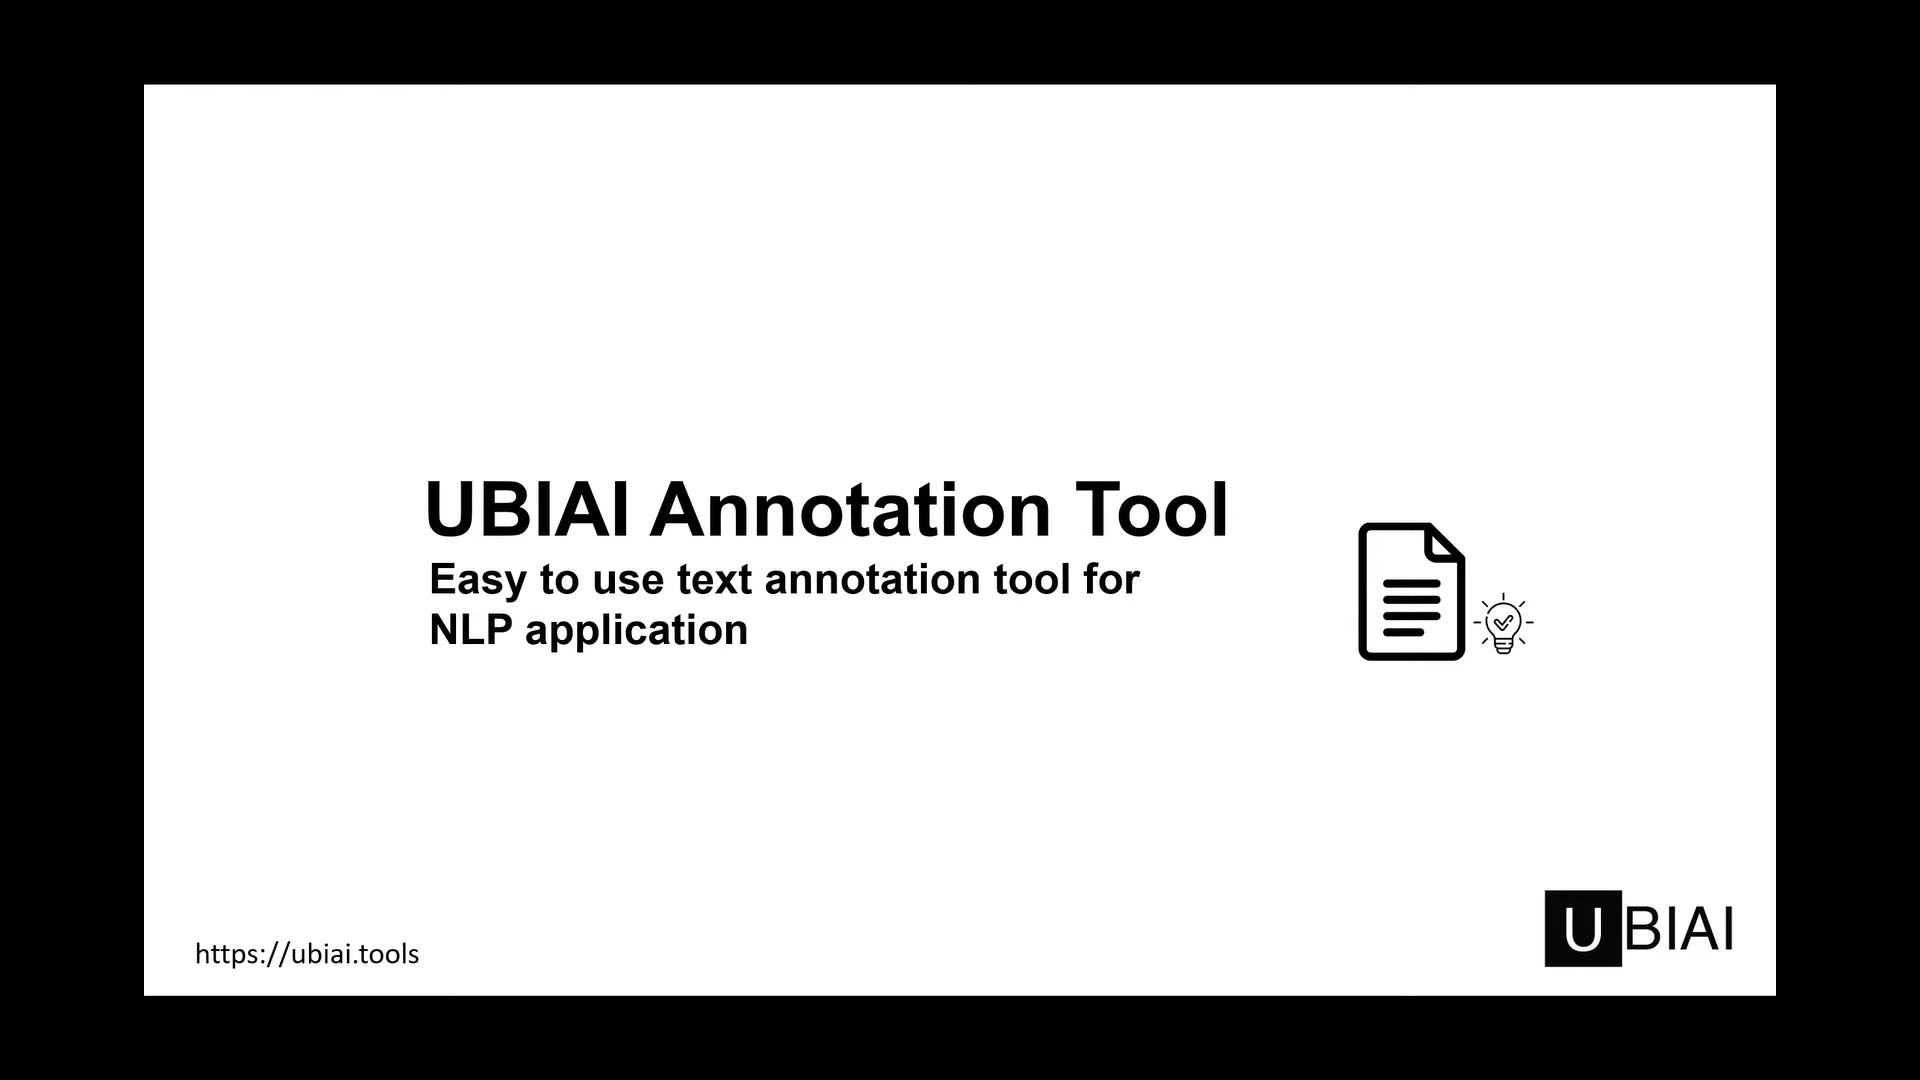 UBIAI Annotation Tool
Easy to use text annotation tool for
NLP application
https://ubiai.tools
UBIAI